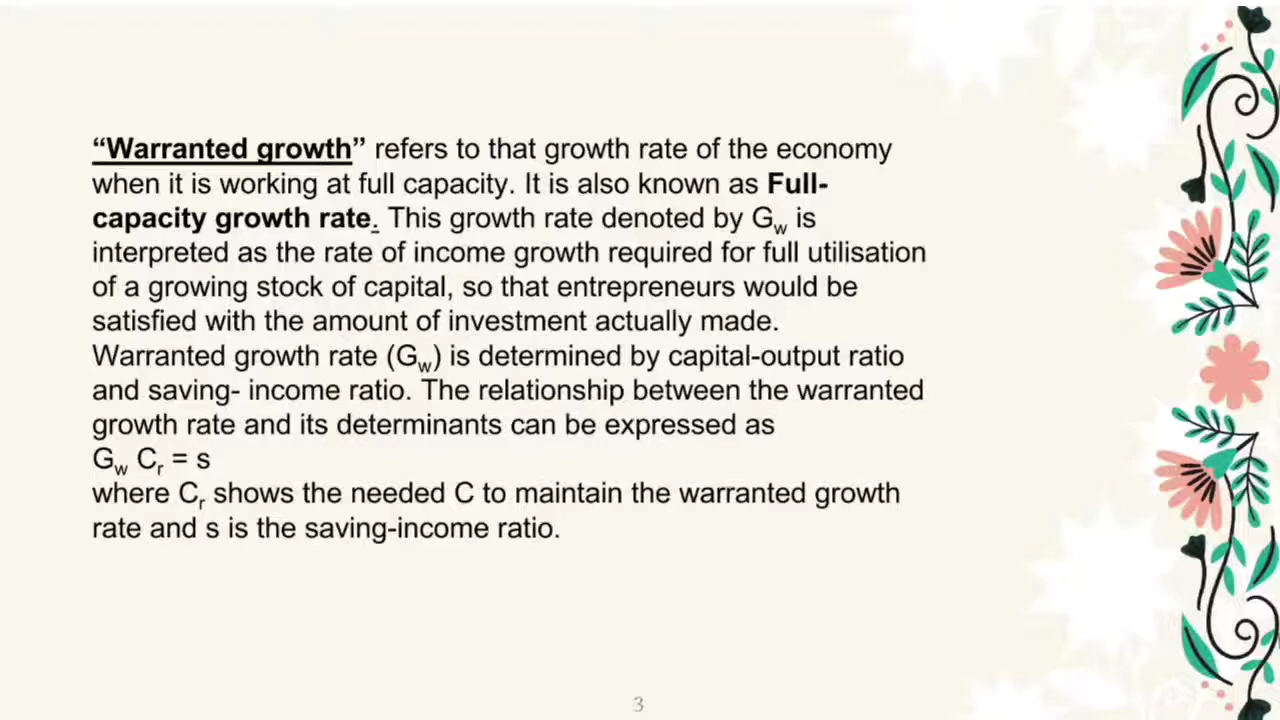 “Warranted growth” refers to that growth rate of the economy
when it is working at full capacity. It is also known as Full-
capacity growth rate. This growth rate denoted by Gw is
interpreted as the rate of income growth required for full utilisation
of a growing stock of capital, so that entrepreneurs would be
satisfied with the amount of investment actually made.
Warranted growth rate (Gw) is determined by capital-output ratio
and saving- income ratio. The relationship between the warranted
growth rate and its determinants can be expressed as
Gw Cr = s
where Cr shows the needed C to maintain the warranted growth
rate and s is the saving-income ratio.
3